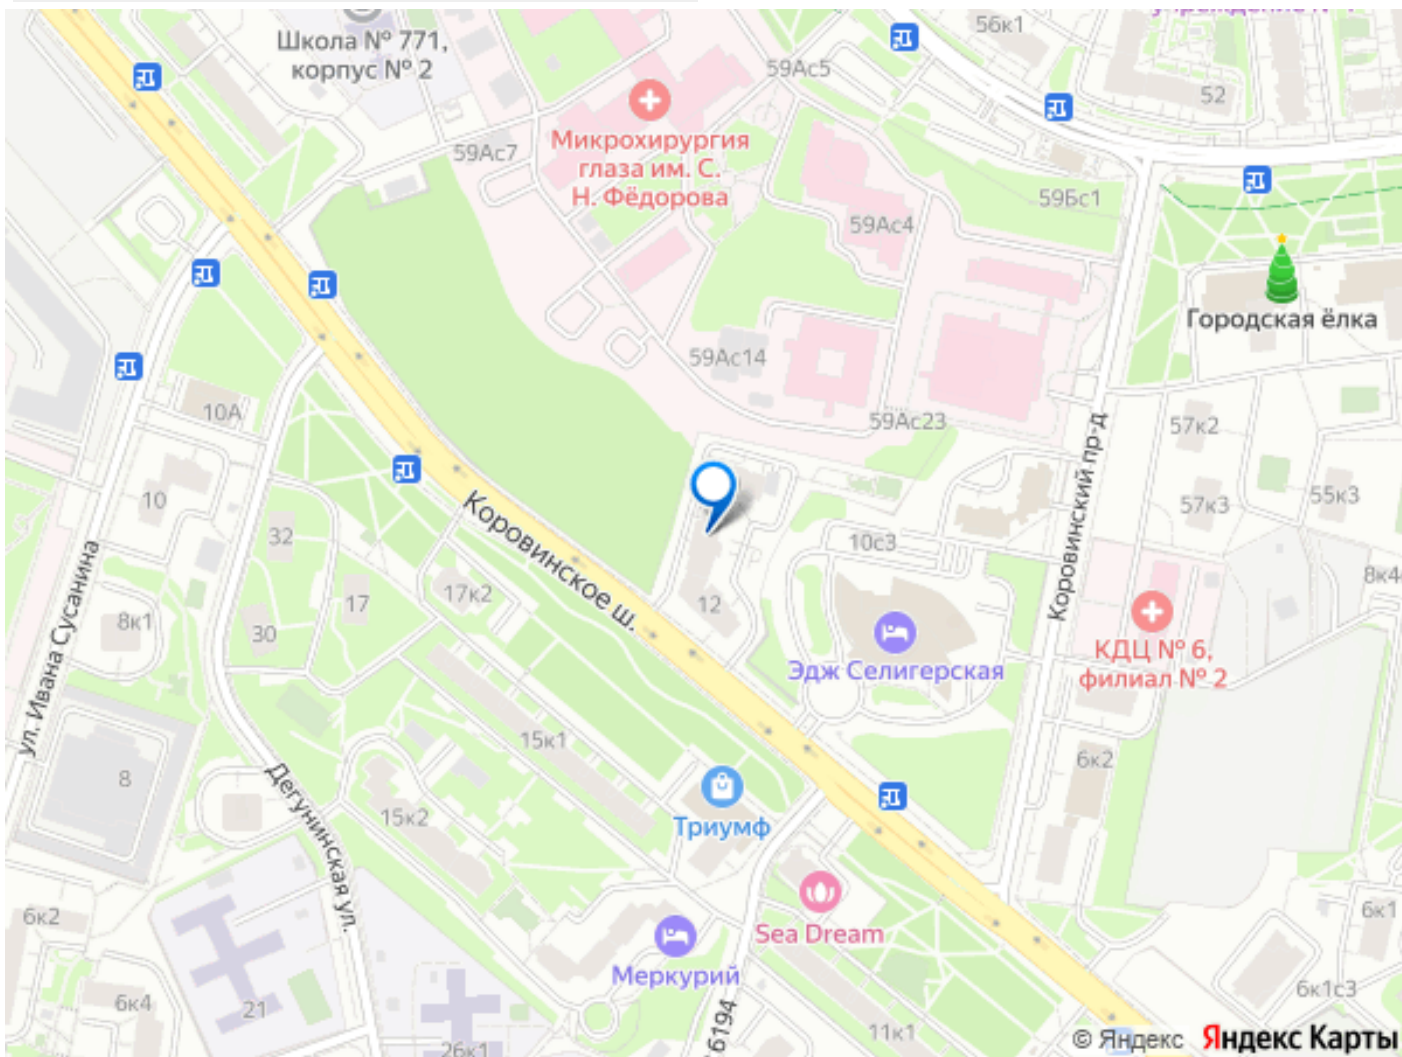 56к1
Школа № 771,
корпус № 2
59Ас5
52
Микрохирургия
глаза им. С.
Н. Фёдорова
59Ас7
59Бс1
59Ас4
Городская ёлка
59Ас14
10А
59Ас23
57к2
Коровинский пр-д
10
57к3
55к3
Коровинское ш.
32
10с3
ул. Ивана Сусанина
8к4
17к2
17
12
8к1
30
Эдж Селигерская
КДЦ № 6,
филиал № 2
15к1
6к2
8
Дегунинская ул.
15к2
Триумф
6к2
6к1
Sea Dream
Меркурий
6к4
21
6194
6к1с3
11к1
26к1
© Яндекс Яндекс Карты